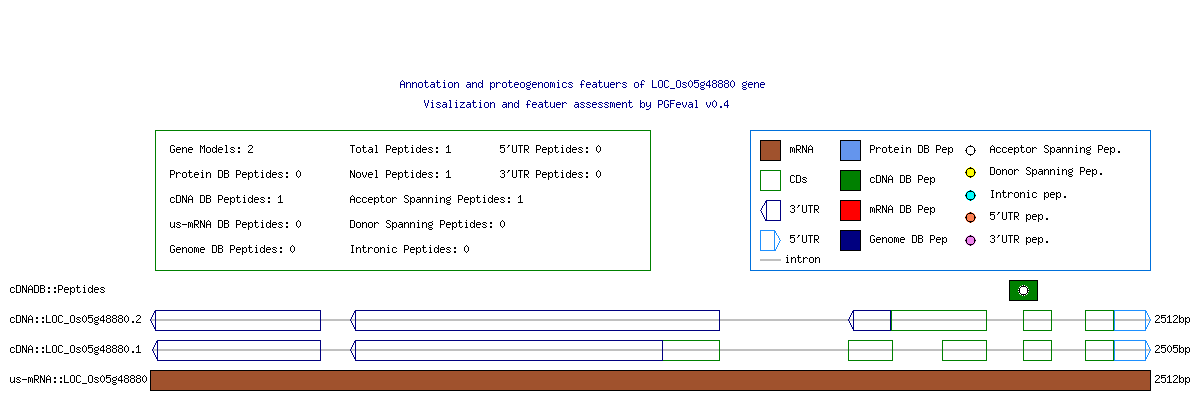 Annotation and proteogenomics featuers of LOC_Os05g48880 gene
Visalization and featuer assessment by PGFeval v0.4
Gene Models: 2 Total Peptides: 1 5'UTR Peptides: 0
Protein DB Peptides: 0 Novel Peptides: 1 3'UTR Peptides: 0
cDNA DB Peptides: 1 Acceptor Spanning Peptides: 1
us-mRNA DB Peptides: 0 Donor Spanning Peptides: 0
Genome DB Peptides: 0 Intronic Peptides: 0
mRNA Protein DB Pep Acceptor Spanning Pep.
CDs cDNA DB Pep Donor Spanning Pep.
3'UTR mRNA DB Pep Intronic pep.
5'UTR Genome DB Pep 5'UTR pep.
intron 3'UTR pep.
cDNADB::Peptides
cDNA::LOC_Os05g48880.2 2512bp
cDNA::LOC_Os05g48880.1 2505bp
us-mRNA::LOC_Os05g48880 2512bp